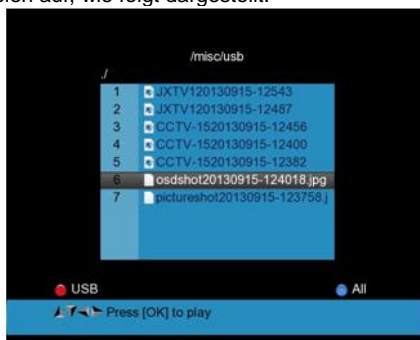 sich auf, wie folgt dargestellt.
/misc/usb
./
1 JXTV120130915-12543
2 JXTV120130915-12487
3 CCTV-1520130915-12456
4 CCTV-1520130915-12400
5 CCTV-1520130915-12382
6 osdshot20130915-124018.jpg
7 pictureshot20130915-123758.j
USB All
Press [OK] to play